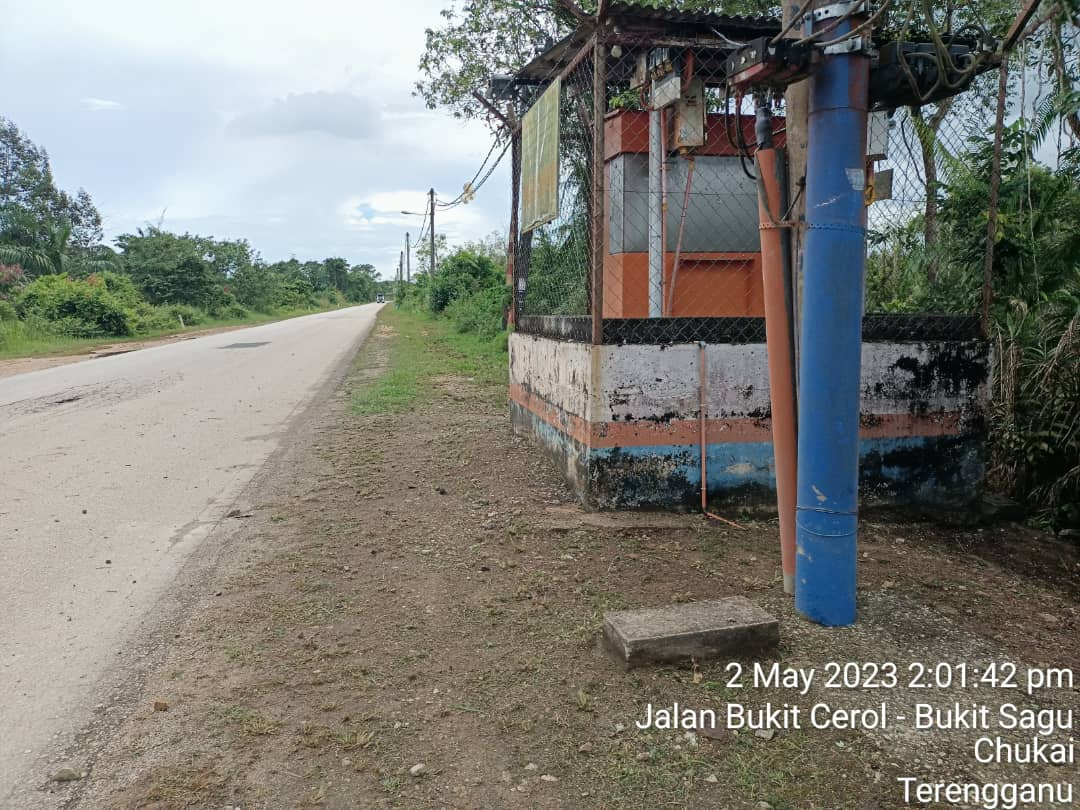 2 May 2023 2:01:42 pm
Jalan Bukit Cerol - Bukit Sagu
Chukai
Terengganu